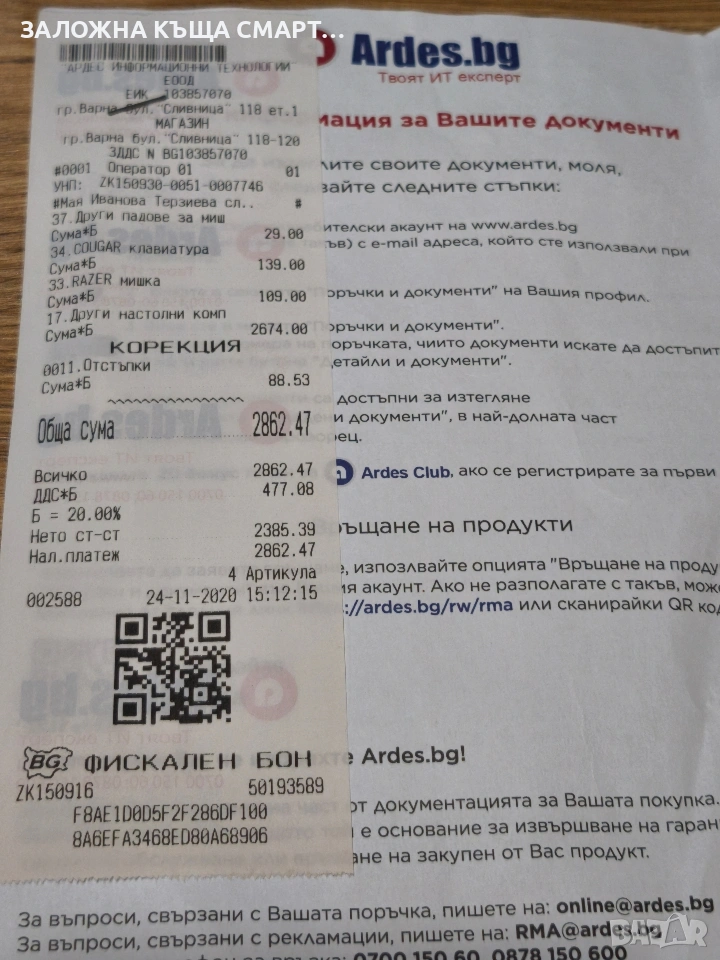 ЗАЛОЖНА КЪЩА СМАРТ...
АРДЕС ИНФОРМАЦИОННИ ТЕХНОЛОГИИ
ЕООД
ЕИК 103857070
гр.Варна бул."Сливница" 118 ет.1
МАГАЗИН
гр.Варна бул."Сливница" 118-120
ЗДДС N BG103857070
#0001 Оператор 01 01
УНП: ZK150930-0051-0007746
#Мая Иванова Терзиева сл.. #
37.Други падове за миш
Сума*Б 29.00
34.COUGAR клавиатура
Сума*Б 139.00
33.RAZER мишка
Сума*Б 109.00
17.Други настолни комп
Сума*Б 2674.00
КОРЕКЦИЯ
0011.Отстъпки
Сума*Б 88.53
Обща сума 2862.47
Всичко 2862.47
ДДС*Б 477.08
Б = 20.00%
Нето ст-ст 2385.39
Нал.платеж 2862.47
4 Артикула
002588 24-11-2020 15:12:15
BG ФИСКАЛЕН БОН
ZK150916 50193589
F8AE1D0D5F2F286DF100
8A6EFA3468ED80A68906
Ardes.bg
Твоят ИТ експерт
мация за Вашите документи
лите своите документи, моля,
вайте следните стъпки:
бителски акаунт на www.ardes.bg
къв) с e-mail адреса, който сте използвали при
"Поръчки и документи" на Вашия профил.
Поръчки и документи".
поръчката, чиито документи искате да достъпит
Детайли и документи".
достъпни за изтегляне
и документи", в най-долната част
Ardes Club, ако се регистрирате за първи
ръщане на продукти
е, използвайте опцията "Връщане на проду
ия акаунт. Ако не разполагате с такъв, може
://ardes.bg/rw/rma или сканирайки QR код
Ardes.bg!
от документацията за Вашата покупка.
е основание за извършване на гаран
ане на закупен от Вас продукт.
За въпроси, свързани с Вашата поръчка, пишете на: online@ardes.bg
За въпроси, свързани с рекламации, пишете на: RMA@ardes.bg
0700 150 60, 0878 150 600
BAZAR